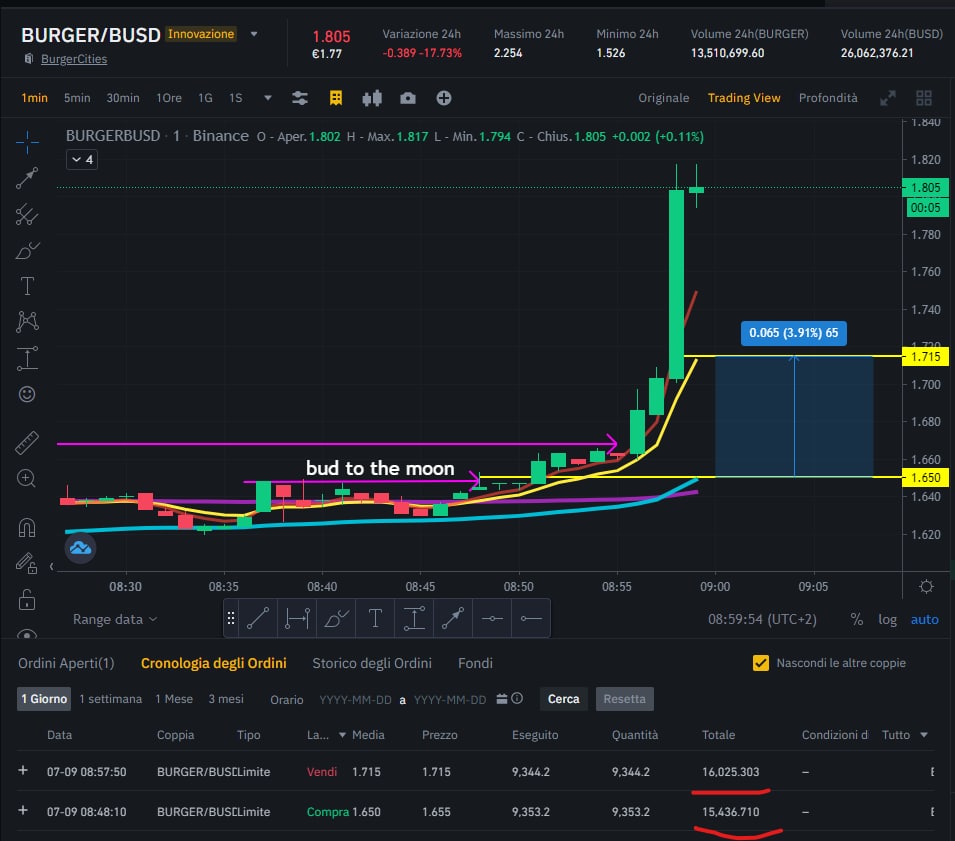 BURGER/BUSD Innovazione
BurgerCities
1.805
€1.77
Variazione 24h
-0.389 -17.73%
Massimo 24h
2.254
Minimo 24h
1.526
Volume 24h(BURGER)
13,510,699.60
Volume 24h(BUSD)
26,062,376.21
1min 5min 30min 1Ore 1G 1S
Originale Trading View Profondità
BURGERBUSD · 1 · Binance O - Aper.1.802 H - Max.1.817 L - Min.1.794 C - Chius.1.805 +0.002 (+0.11%)
4
1.840
1.820
1.805
00:05
1.780
1.760
1.740
0.065 (3.91%) 65
1.720
1.715
1.700
1.680
1.660
bud to the moon
1.650
1.640
1.620
08:30 08:35 08:40 08:45 08:50 08:55 09:00 09:05
Range data
08:59:54 (UTC+2) % log auto
Ordini Aperti(1) Cronologia degli Ordini Storico degli Ordini Fondi
Nascondi le altre coppie
1 Giorno 1 settimana 1 Mese 3 mesi Orario YYYY-MM-DD a YYYY-MM-DD Cerca Resetta
Data Coppia Tipo La... Media Prezzo Eseguito Quantità Totale Condizioni d Tutto
+ 07-09 08:57:50 BURGER/BUSD Limite Vendi 1.715 1.715 9,344.2 9,344.2 16,025.303 –
+ 07-09 08:48:10 BURGER/BUSD Limite Compra 1.650 1.655 9,353.2 9,353.2 15,436.710 –